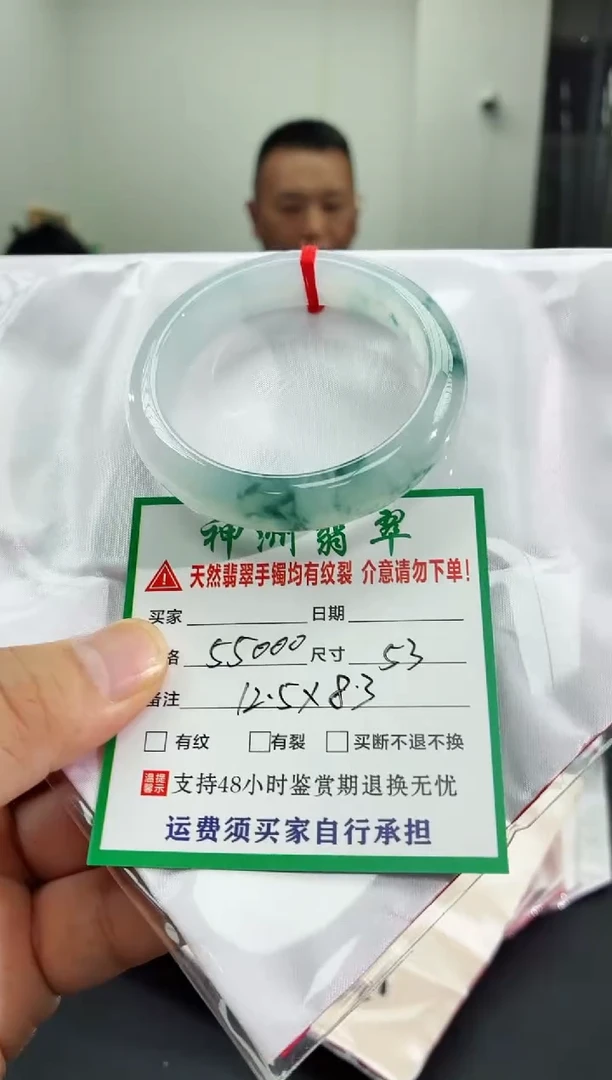 神洲翡翠
天然翡翠手镯均有纹裂 介意请勿下单!
买家 日期
格 55000 尺寸 53
备注 12.5X8.3
有纹 有裂 买断不退不换
温馨提示 支持48小时鉴赏期退换无忧
运费须买家自行承担